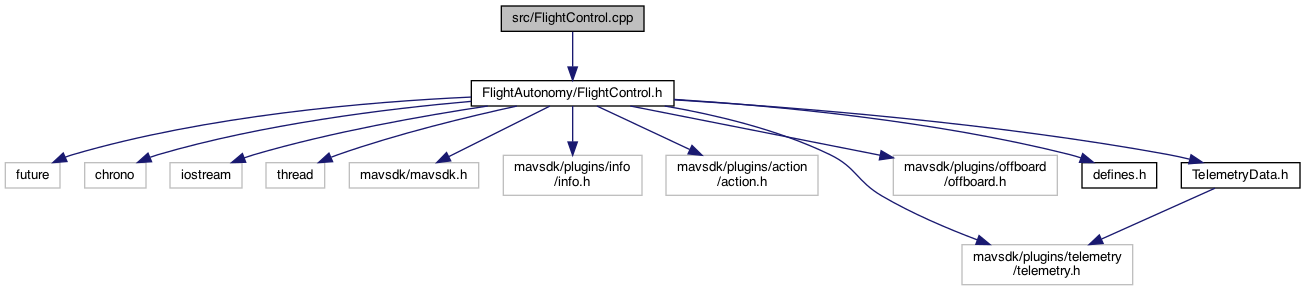 src/FlightControl.cpp
FlightAutonomy/FlightControl.h
future
chrono
iostream
thread
mavsdk/mavsdk.h
mavsdk/plugins/info
/info.h
mavsdk/plugins/action
/action.h
mavsdk/plugins/offboard
/offboard.h
defines.h
TelemetryData.h
mavsdk/plugins/telemetry
/telemetry.h